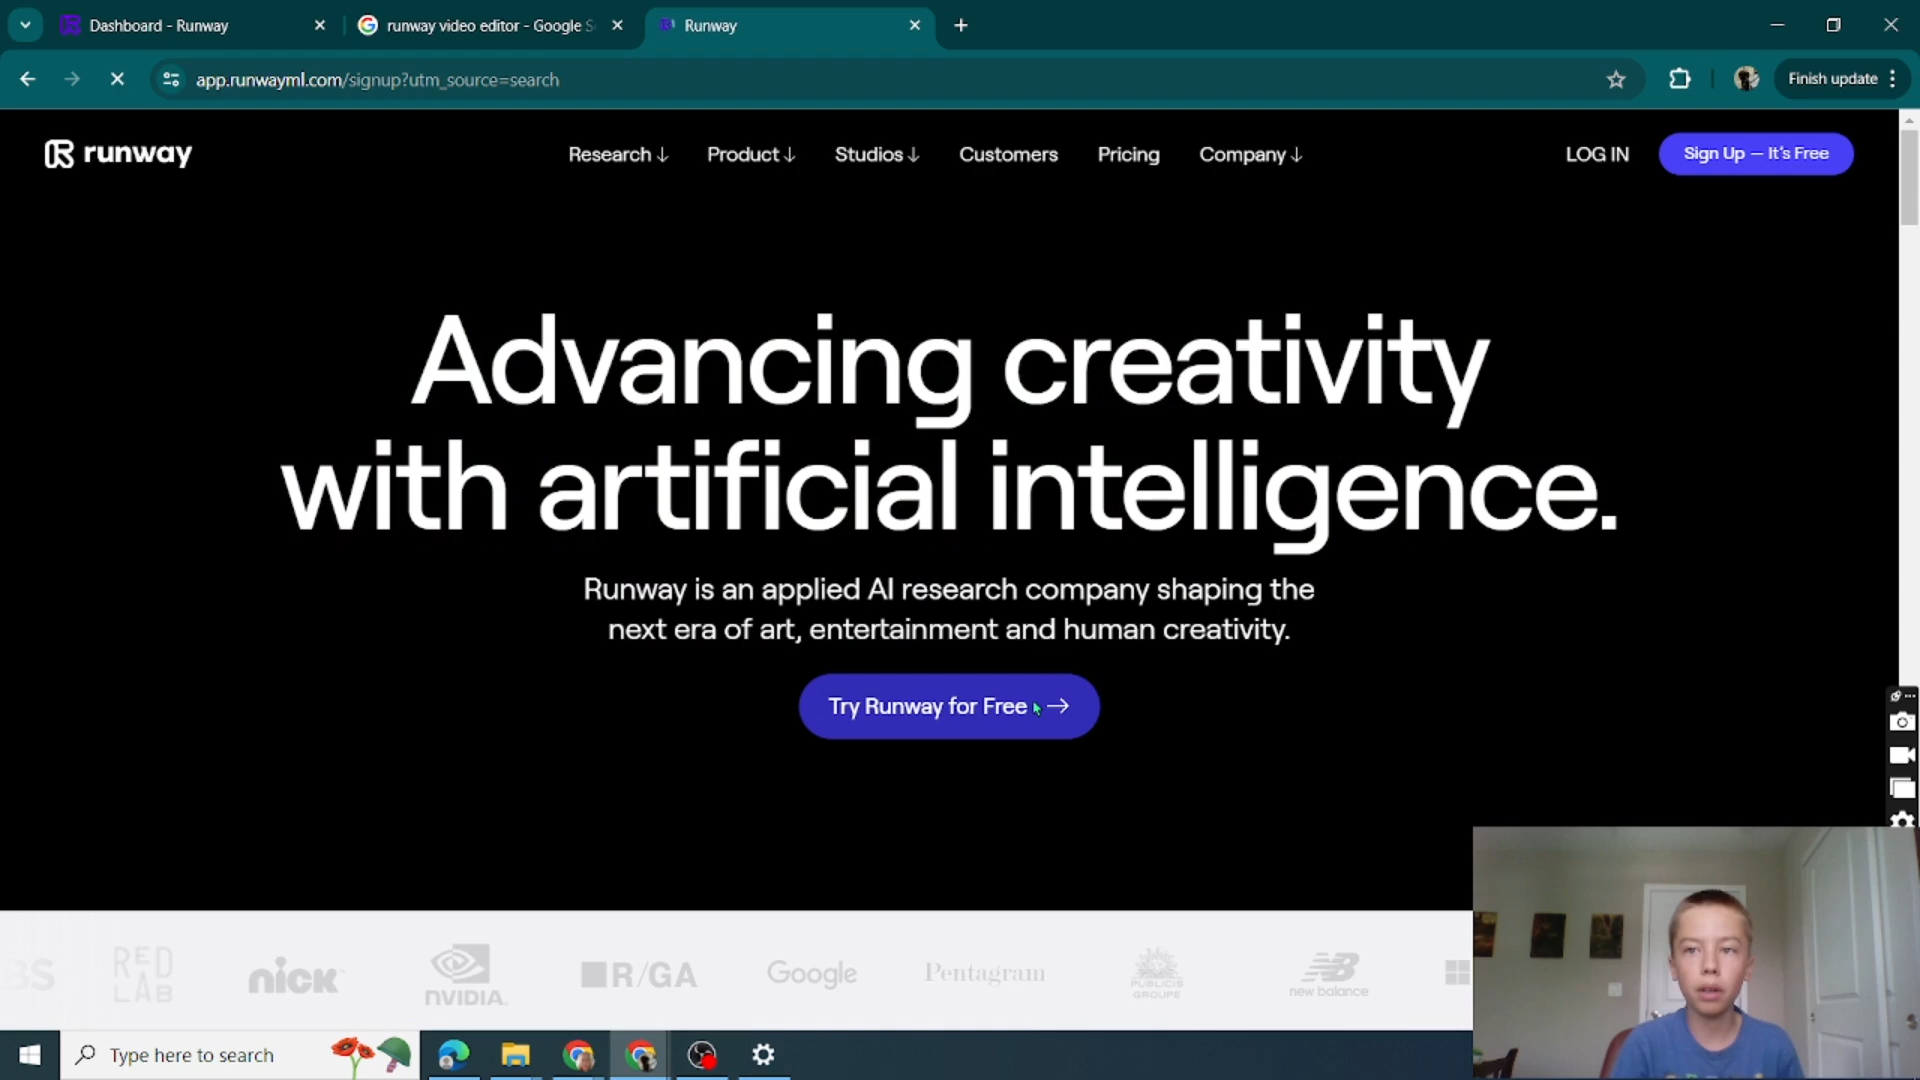 Dashboard - Runway
runway video editor - Google S
Runway
app.runwayml.com/signup?utm_source=search
Finish update
runway
Research ↓
Product ↓
Studios ↓
Customers
Pricing
Company ↓
LOG IN
Sign Up — It's Free
Advancing creativity
with artificial intelligence.
Runway is an applied AI research company shaping the
next era of art, entertainment and human creativity.
Try Runway for Free →
BS
RED
LAB
nick
NVIDIA.
R/GA
Google
Pentagram
PUBLICIS
GROUPE
new balance
Type here to search